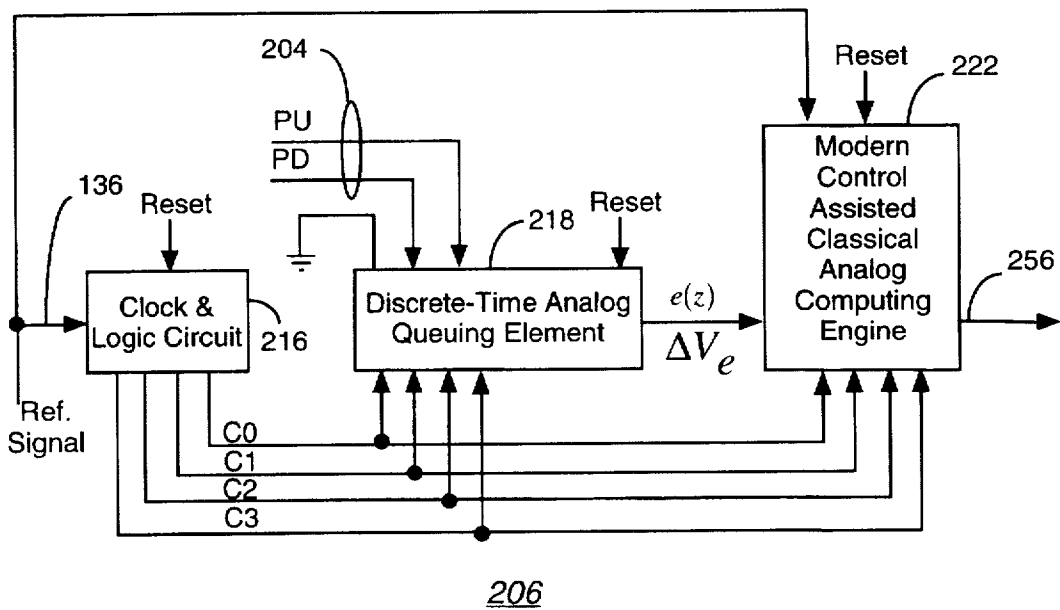 204
Reset
222
PU
PD
Modern
Control
Assisted
Classical
Analog
Computing
Engine
136
Reset
218
Reset
256
Clock &
Logic Circuit
216
Discrete-Time Analog
Queuing Element
e(z)
ΔVe
Ref.
Signal
C0
C1
C2
C3
206